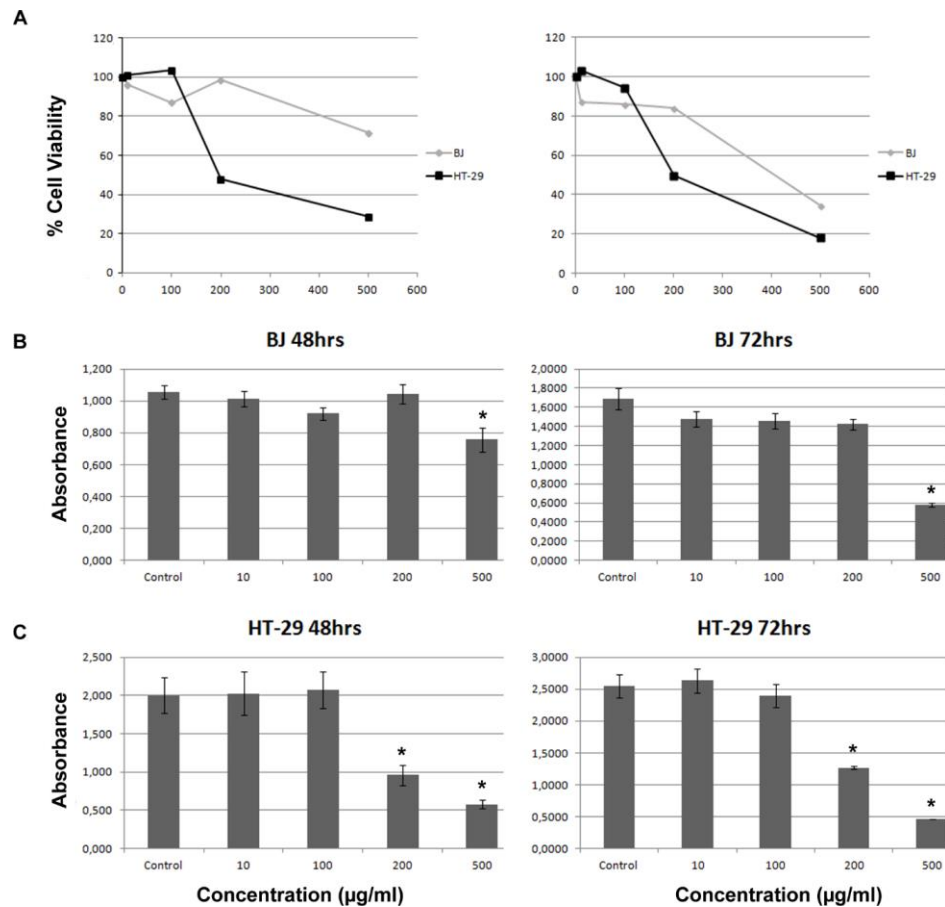 A
% Cell Viability
120
100
80
60
40
20
0
0 100 200 300 400 500 600
BJ
HT-29
120
100
80
60
40
20
0
0 100 200 300 400 500 600
BJ
HT-29
B
BJ 48hrs
Absorbance
1,200
1,000
0,800
0,600
0,400
0,200
0,000
*
Control 10 100 200 500
BJ 72hrs
2,0000
1,8000
1,6000
1,4000
1,2000
1,0000
0,8000
0,6000
0,4000
0,2000
0,0000
*
Control 10 100 200 500
C
HT-29 48hrs
Absorbance
2,500
2,000
1,500
1,000
0,500
0,000
* *
Control 10 100 200 500
Concentration (µg/ml)
HT-29 72hrs
3,0000
2,5000
2,0000
1,5000
1,0000
0,5000
0,0000
* *
Control 10 100 200 500
Concentration (µg/ml)